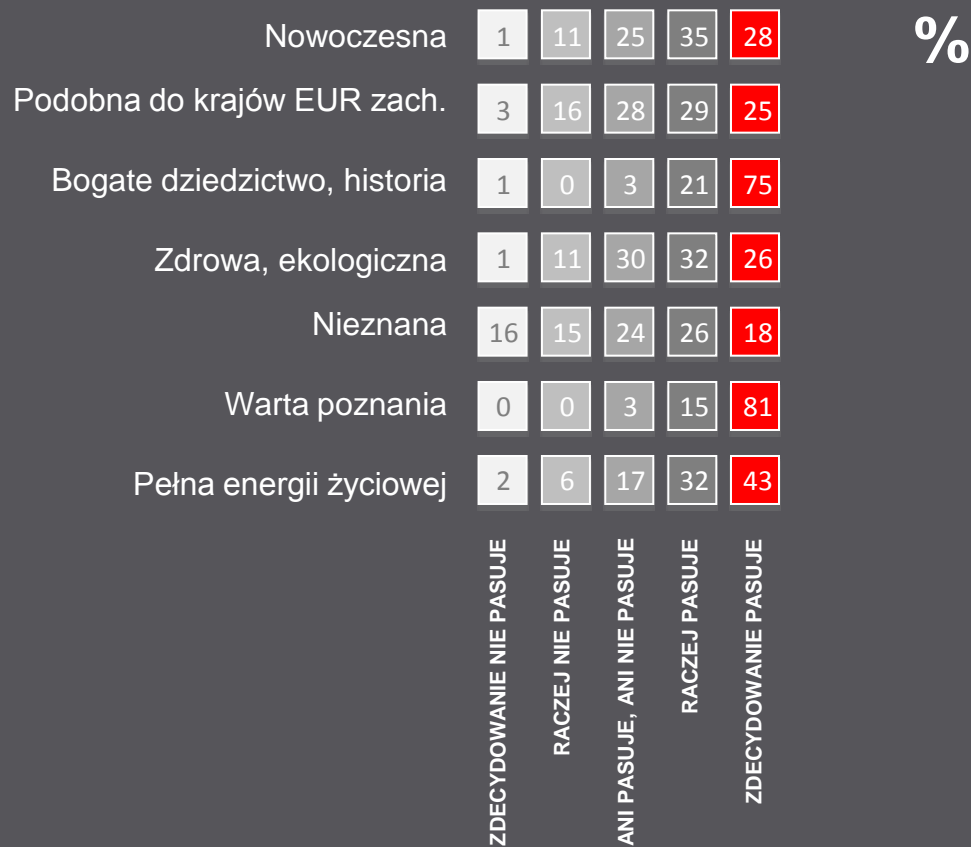 %
Nowoczesna 1 11 25 35 28
Podobna do krajów EUR zach. 3 16 28 29 25
Bogate dziedzictwo, historia 1 0 3 21 75
Zdrowa, ekologiczna 1 11 30 32 26
Nieznana 16 15 24 26 18
Warta poznania 0 0 3 15 81
Pełna energii życiowej 2 6 17 32 43
ZDECYDOWANIE NIE PASUJE
RACZEJ NIE PASUJE
ANI PASUJE, ANI NIE PASUJE
RACZEJ PASUJE
ZDECYDOWANIE PASUJE